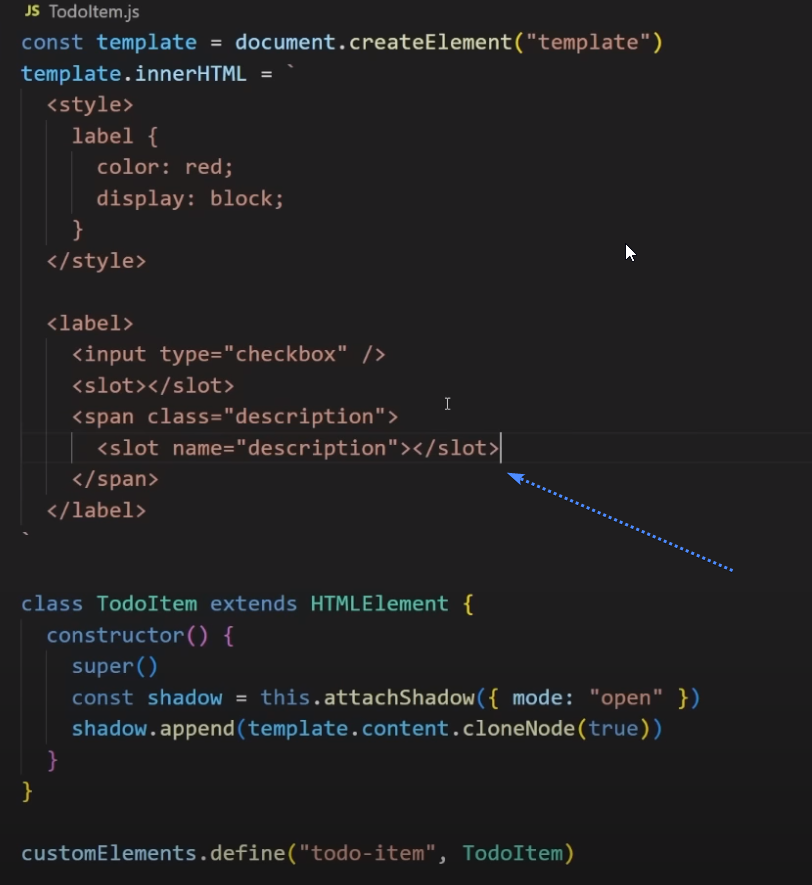 JS TodoItem.js
const template = document.createElement("template")
template.innerHTML = `
<style>
label {
color: red;
display: block;
}
</style>
<label>
<input type="checkbox" />
<slot></slot>
<span class="description">
<slot name="description"></slot>
</span>
</label>
`
class TodoItem extends HTMLElement {
constructor() {
super()
const shadow = this.attachShadow({ mode: "open" })
shadow.append(template.content.cloneNode(true))
}
}
customElements.define("todo-item", TodoItem)